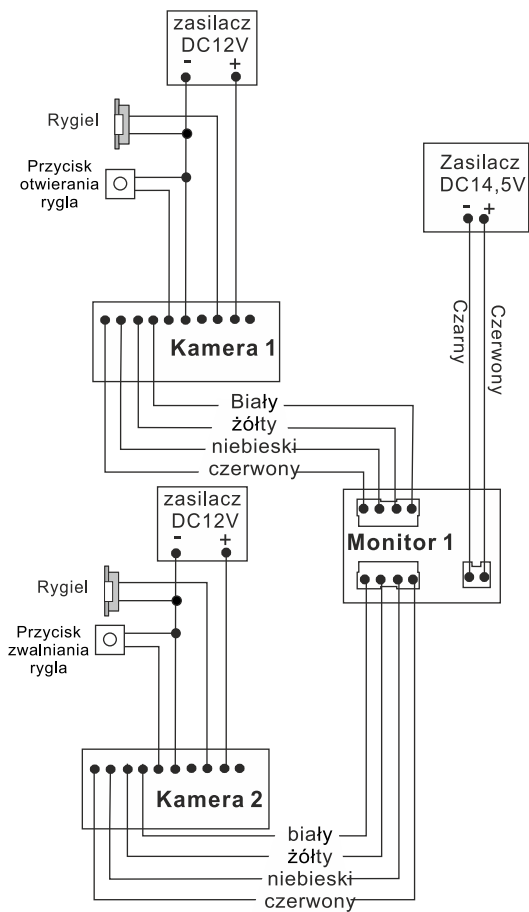 zasilacz
DC12V
- +
Rygiel
Przycisk
otwierania
rygla
Zasilacz
DC14,5V
- +
Czarny
Czerwony
Kamera 1
Biały
żółty
niebieski
czerwony
zasilacz
DC12V
- +
Monitor 1
Rygiel
Przycisk
zwalniania
rygla
Kamera 2
biały
żółty
niebieski
czerwony